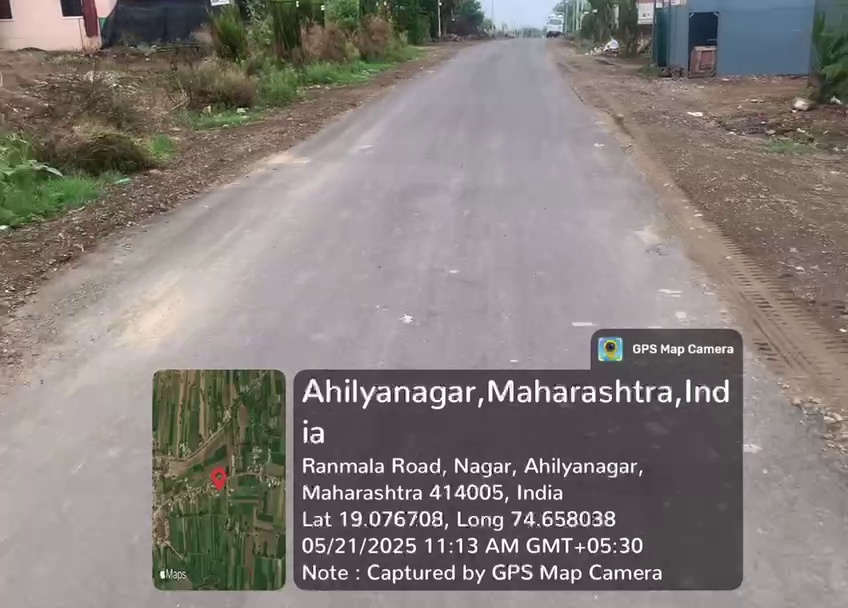 GPS Map Camera
Ahilyanagar,Maharashtra,Ind
ia
Ranmala Road, Nagar, Ahilyanagar,
Maharashtra 414005, India
Lat 19.076708, Long 74.658038
05/21/2025 11:13 AM GMT+05:30
Note : Captured by GPS Map Camera
Maps